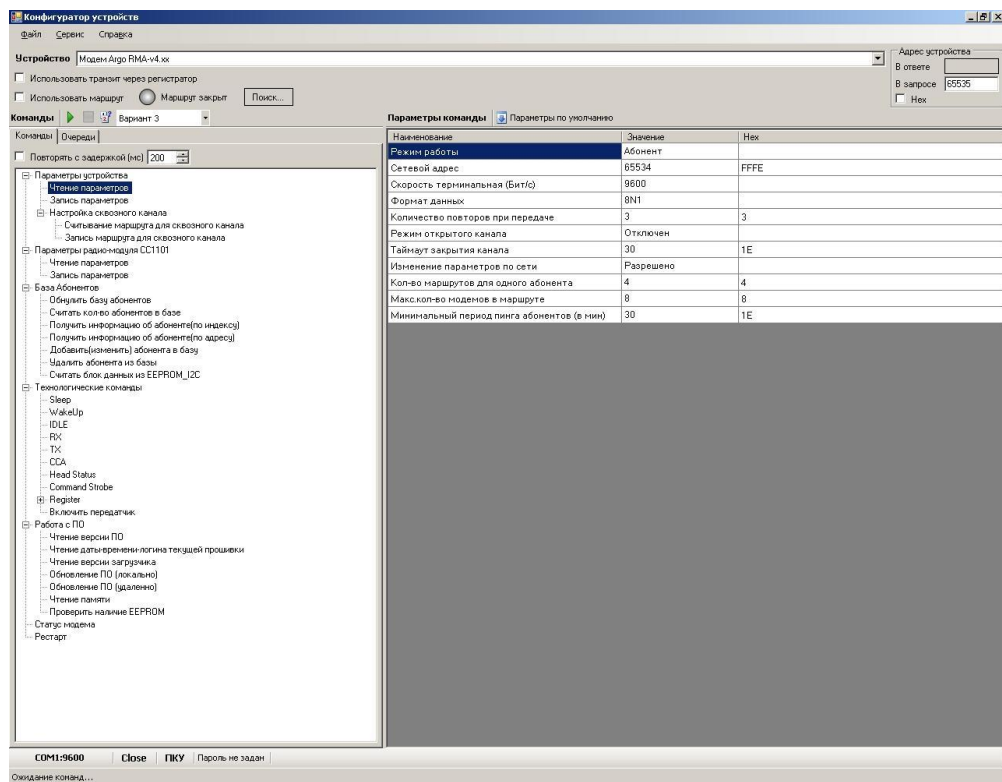 Конфигуратор устройств
Файл Сервис Справка
Устройство Модем Argo RMA-v4.xx
Адрес устройства
В ответе
В запросе 65535
Hex
Использовать транзит через регистратор
Использовать маршрут Маршрут закрыт Поиск...
Команды Вариант 3
Параметры команды Параметры по умолчанию
Команды Очереди
Повторять с задержкой (мс) 200
Параметры устройства
Чтение параметров
Запись параметров
Настройка сквозного канала
Считывание маршрута для сквозного канала
Запись маршрута для сквозного канала
Параметры радио-модуля CC1101
Чтение параметров
Запись параметров
База Абонентов
Обнулить базу абонентов
Считать кол-во абонентов в базе
Получить информацию об абоненте(по индексу)
Получить информацию об абоненте(по адресу)
Добавить(изменить) абонента в базу
Удалить абонента из базы
Считать блок данных из EEPROM_I2C
Технологические команды
Sleep
WakeUp
IDLE
RX
TX
CCA
Head Status
Command Strobe
Register
Включить передатчик
Работа с ПО
Чтение версии ПО
Чтение даты-времени-логина текущей прошивки
Чтение версии загрузчика
Обновление ПО (локально)
Обновление ПО (удаленно)
Чтение памяти
Проверить наличие EEPROM
Статус модема
Рестарт
Наименование Значение Hex
Режим работы Абонент
Сетевой адрес 65534 FFFE
Скорость терминальная (Бит/с) 9600
Формат данных 8N1
Количество повторов при передаче 3 3
Режим открытого канала Отключен
Таймаут закрытия канала 30 1E
Изменение параметров по сети Разрешено
Кол-во маршрутов для одного абонента 4 4
Макс.кол-во модемов в маршруте 8 8
Минимальный период пинга абонентов (в мин) 30 1E
COM1:9600 Close ПКУ Пароль не задан
Ожидание команд...